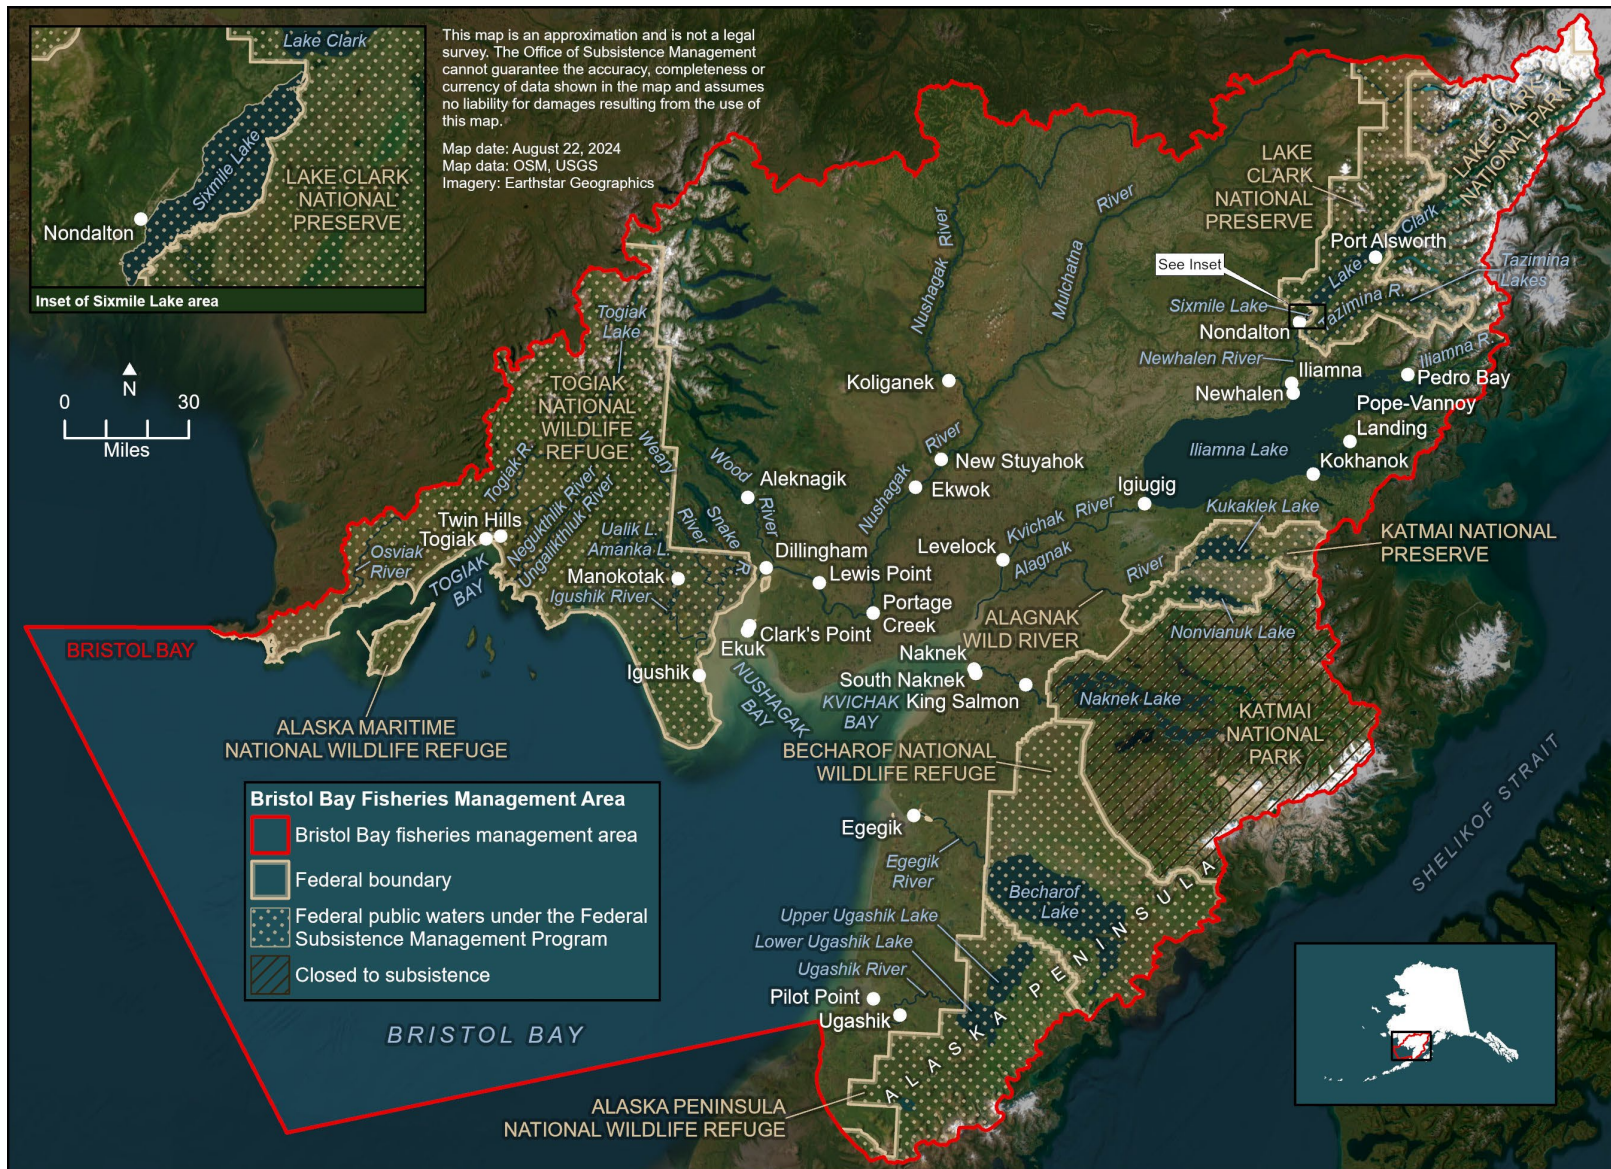 Lake Clark
Sixmile Lake
LAKE CLARK
NATIONAL
PRESERVE
Nondalton
Inset of Sixmile Lake area
This map is an approximation and is not a legal
survey. The Office of Subsistence Management
cannot guarantee the accuracy, completeness or
currency of data shown in the map and assumes
no liability for damages resulting from the use of
this map.
Map date: August 22, 2024
Map data: OSM, USGS
Imagery: Earthstar Geographics
N
0 30
Miles
LAKE CLARK
NATIONAL PARK
LAKE
CLARK
NATIONAL
PRESERVE
Nushagak River
Mulchatna River
Lake Clark
Port Alsworth
See Inset
Tazimina
Lakes
Tazimina R.
Sixmile Lake
Nondalton
Newhalen River
Iliamna R.
Iliamna
Newhalen
Pedro Bay
Pope-Vannoy
Landing
Iliamna Lake
Kokhanok
Togiak
Lake
TOGIAK
NATIONAL
WILDLIFE
REFUGE
Koliganek
New Stuyahok
Ekwok
Nushagak River
Igiugig
Kukaklek Lake
Weary River
Wood River
Snake R.
Aleknagik
Togiak R.
Negukthlik River
Ungalikthluk River
Twin Hills
Togiak
Osviak
River
TOGIAK
BAY
Ualik L.
Amanka L.
Manokotak
Igushik River
Dillingham
Lewis Point
Levelock
Kvichak River
Alagnak River
KATMAI NATIONAL
PRESERVE
Portage
Creek
ALAGNAK
WILD RIVER
Nonvianuk Lake
Clark's Point
Ekuk
Igushik
NUSHAGAK
BAY
Naknek
South Naknek
King Salmon
KVICHAK
BAY
Naknek Lake
KATMAI
NATIONAL
PARK
BRISTOL BAY
ALASKA MARITIME
NATIONAL WILDLIFE REFUGE
BECHAROF NATIONAL
WILDLIFE REFUGE
Egegik
Egegik
River
Becharof
Lake
SHELIKOF STRAIT
Upper Ugashik Lake
Lower Ugashik Lake
Ugashik River
Pilot Point
Ugashik
ALASKA PENINSULA
Bristol Bay Fisheries Management Area
Bristol Bay fisheries management area
Federal boundary
Federal public waters under the Federal
Subsistence Management Program
Closed to subsistence
BRISTOL BAY
ALASKA PENINSULA
NATIONAL WILDLIFE REFUGE